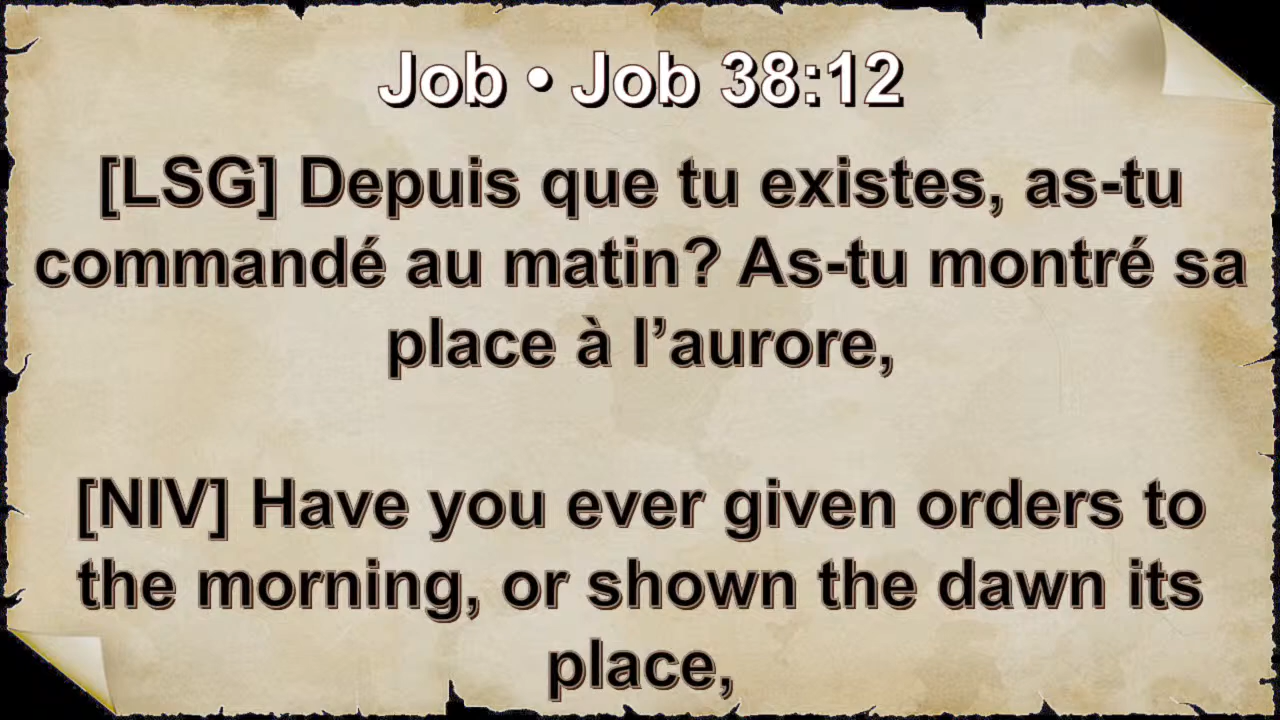 Job • Job 38:12
[LSG] Depuis que tu existes, as-tu
commandé au matin? As-tu montré sa
place à l’aurore,
[NIV] Have you ever given orders to
the morning, or shown the dawn its
place,